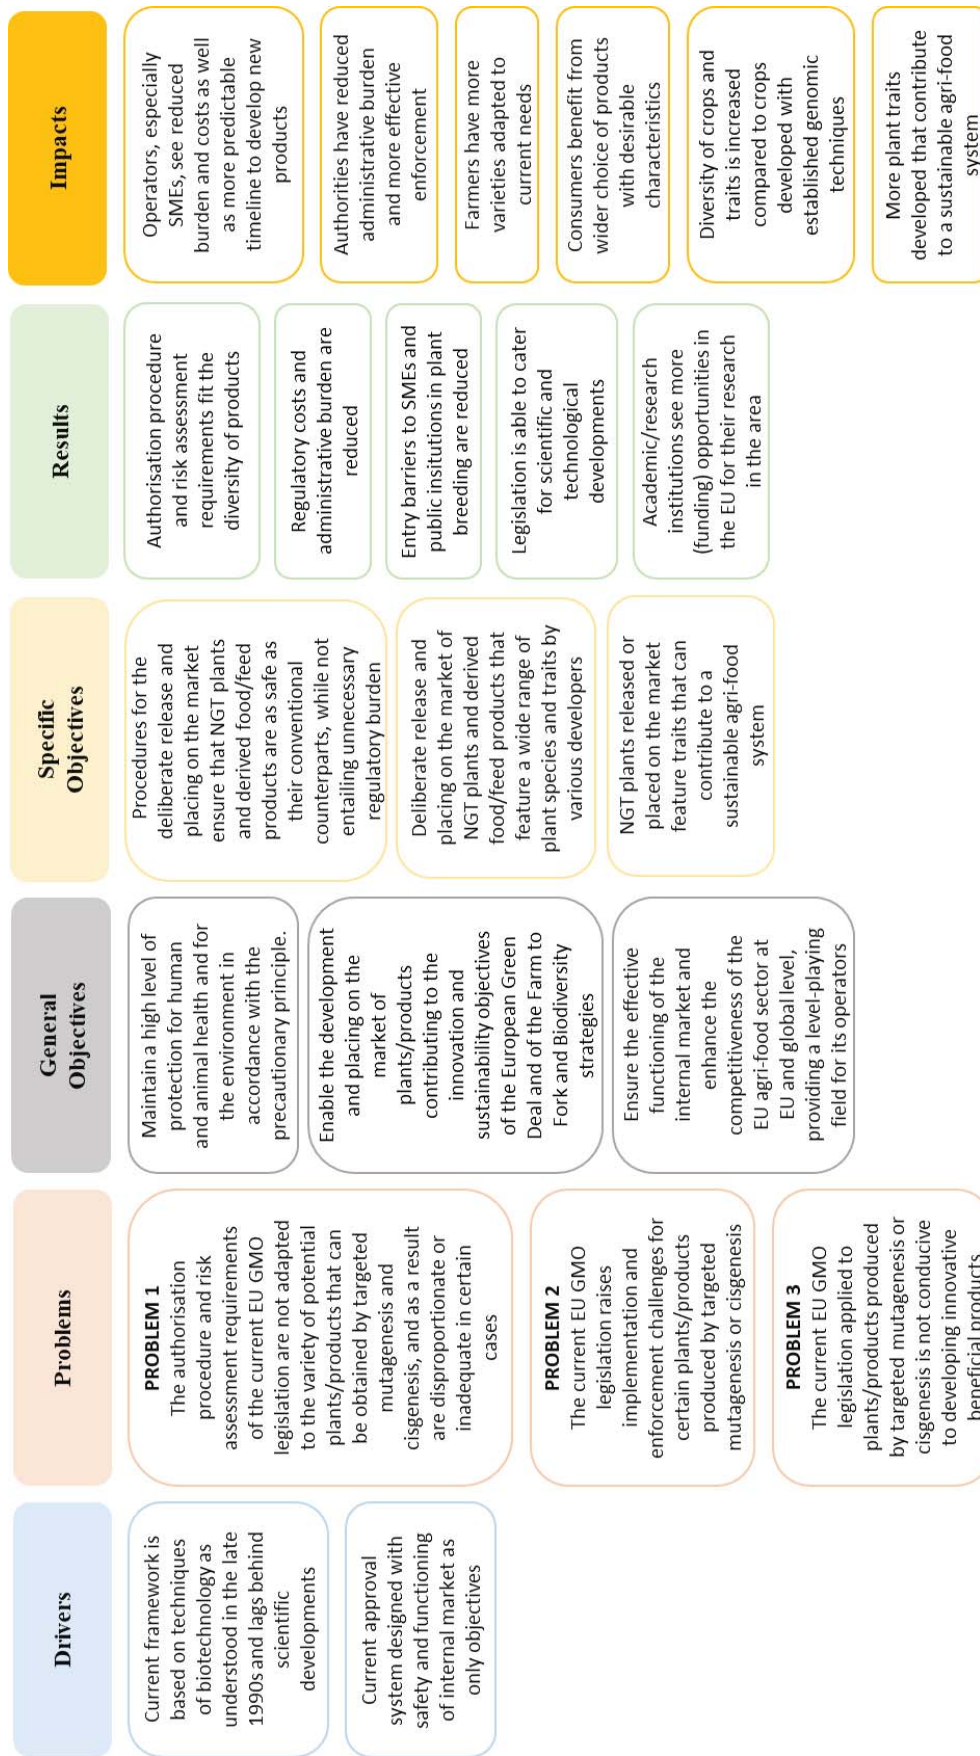 Drivers
Current framework is
based on techniques
of biotechnology as
understood in the late
1990s and lags behind
scientific
developments
Current approval
system designed with
safety and functioning
of internal market as
only objectives
Problems
PROBLEM 1
The authorisation
procedure and risk
assessment requirements
of the current EU GMO
legislation are not adapted
to the variety of potential
plants/products that can
be obtained by targeted
mutagenesis and
cisgenesis, and as a result
are disproportionate or
inadequate in certain
cases
PROBLEM 2
The current EU GMO
legislation raises
implementation and
enforcement challenges for
certain plants/products
produced by targeted
mutagenesis or cisgenesis
PROBLEM 3
The current EU GMO
legislation applied to
plants/products produced
by targeted mutagenesis or
cisgenesis is not conducive
to developing innovative
beneficial products
General
Objectives
Maintain a high level of
protection for human
and animal health and for
the environment in
accordance with the
precautionary principle.
Enable the development
and placing on the
market of
plants/products
contributing to the
innovation and
sustainability objectives
of the European Green
Deal and of the Farm to
Fork and Biodiversity
strategies
Ensure the effective
functioning of the
internal market and
enhance the
competitiveness of the
EU agri-food sector at
EU and global level,
providing a level-playing
field for its operators
Specific
Objectives
Procedures for the
deliberate release and
placing on the market
ensure that NGT plants
and derived food/feed
products are as safe as
their conventional
counterparts, while not
entailing unnecessary
regulatory burden
Deliberate release and
placing on the market of
NGT plants and derived
food/feed products that
feature a wide range of
plant species and traits by
various developers
NGT plants released or
placed on the market
feature traits that can
contribute to a
sustainable agri-food
system
Results
Authorisation procedure
and risk assessment
requirements fit the
diversity of products
Regulatory costs and
administrative burden are
reduced
Entry barriers to SMEs and
public insitutions in plant
breeding are reduced
Legislation is able to cater
for scientific and
technological
developments
Academic/research
institutions see more
(funding) opportunities in
the EU for their research
in the area
Impacts
Operators, especially
SMEs, see reduced
burden and costs as well
as more predictable
timeline to develop new
products
Authorities have reduced
administrative burden
and more effective
enforcement
Farmers have more
varieties adapted to
current needs
Consumers benefit from
wider choice of products
with desirable
characteristics
Diversity of crops and
traits is increased
compared to crops
developed with
established genomic
techniques
More plant traits
developed that contribute
to a sustainable agri-food
system